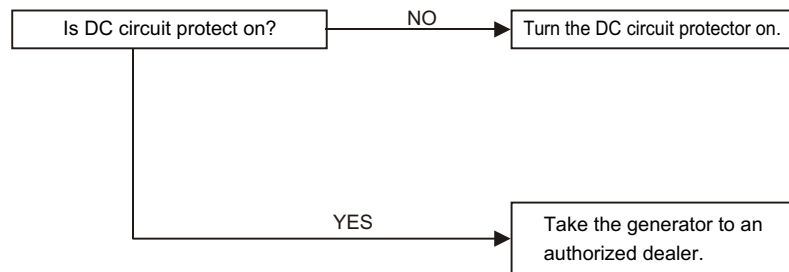 Is DC circuit protect on?
NO
Turn the DC circuit protector on.
YES
Take the generator to an
authorized dealer.